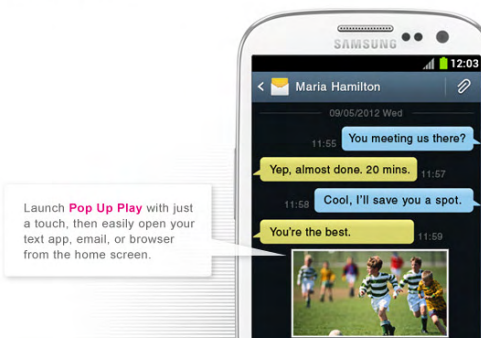 SAMSUNG
12:03
Maria Hamilton
09/05/2012 Wed
11:55 You meeting us there?
Yep, almost done. 20 mins. 11:57
11:58 Cool, I'll save you a spot.
You're the best. 11:59
Launch Pop Up Play with just
a touch, then easily open your
text app, email, or browser
from the home screen.